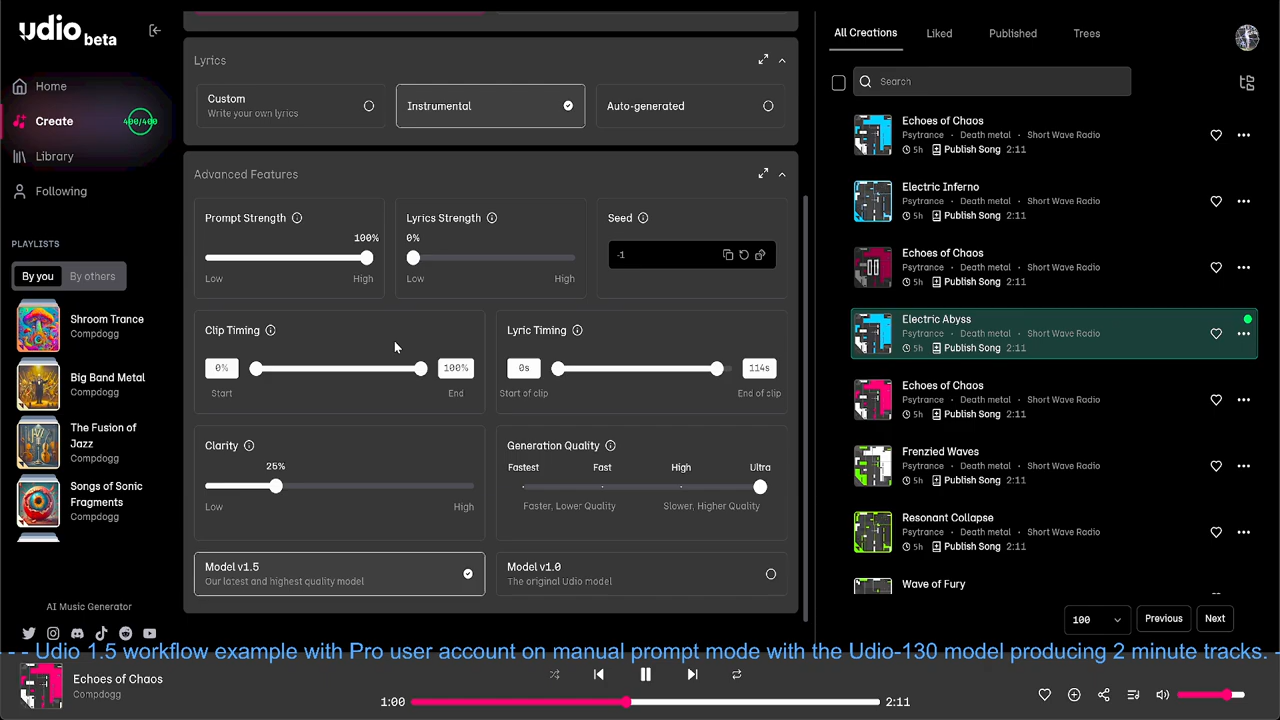 udio beta
Home
Create
400/400
Library
Following
PLAYLISTS
By you
By others
Shroom Trance
Compdogg
Big Band Metal
Compdogg
The Fusion of
Jazz
Compdogg
Songs of Sonic
Fragments
Compdogg
AI Music Generator
Lyrics
Custom
Write your own lyrics
Instrumental
Auto-generated
Advanced Features
Prompt Strength
100%
Low
High
Lyrics Strength
0%
Low
High
Seed
-1
Clip Timing
0%
100%
Start
End
Lyric Timing
0s
114s
Start of clip
End of clip
Clarity
25%
Low
High
Generation Quality
Fastest
Fast
High
Ultra
Faster, Lower Quality
Slower, Higher Quality
Model v1.5
Our latest and highest quality model
Model v1.0
The original Udio model
All Creations
Liked
Published
Trees
Search
Echoes of Chaos
Psytrance • Death metal • Short Wave Radio
5h Publish Song 2:11
Electric Inferno
Psytrance • Death metal • Short Wave Radio
5h Publish Song 2:11
Echoes of Chaos
Psytrance • Death metal • Short Wave Radio
5h Publish Song 2:11
Electric Abyss
Psytrance • Death metal • Short Wave Radio
5h Publish Song 2:11
Echoes of Chaos
Psytrance • Death metal • Short Wave Radio
5h Publish Song 2:11
Frenzied Waves
Psytrance • Death metal • Short Wave Radio
5h Publish Song 2:11
Resonant Collapse
Psytrance • Death metal • Short Wave Radio
5h Publish Song 2:11
Wave of Fury
100
Previous
Next
- - - Udio 1.5 workflow example with Pro user account on manual prompt mode with the Udio-130 model producing 2 minute tracks. -
Echoes of Chaos
Compdogg
1:00
2:11